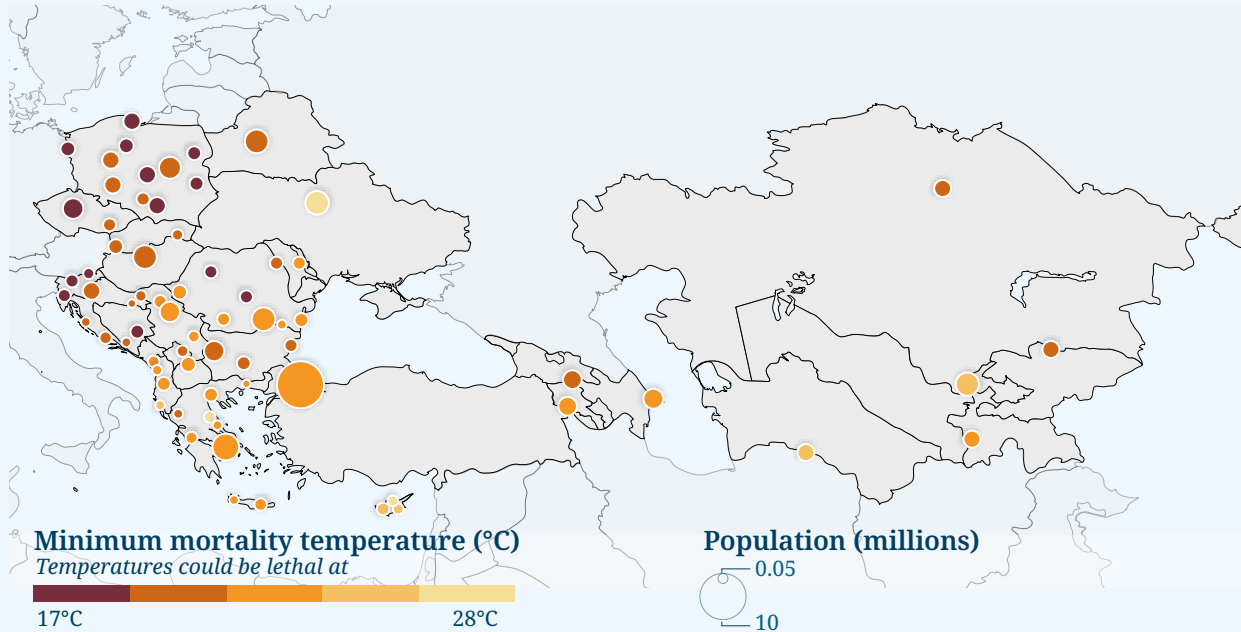 Minimum mortality temperature (°C)
Temperatures could be lethal at
17°C
28°C
Population (millions)
0.05
10